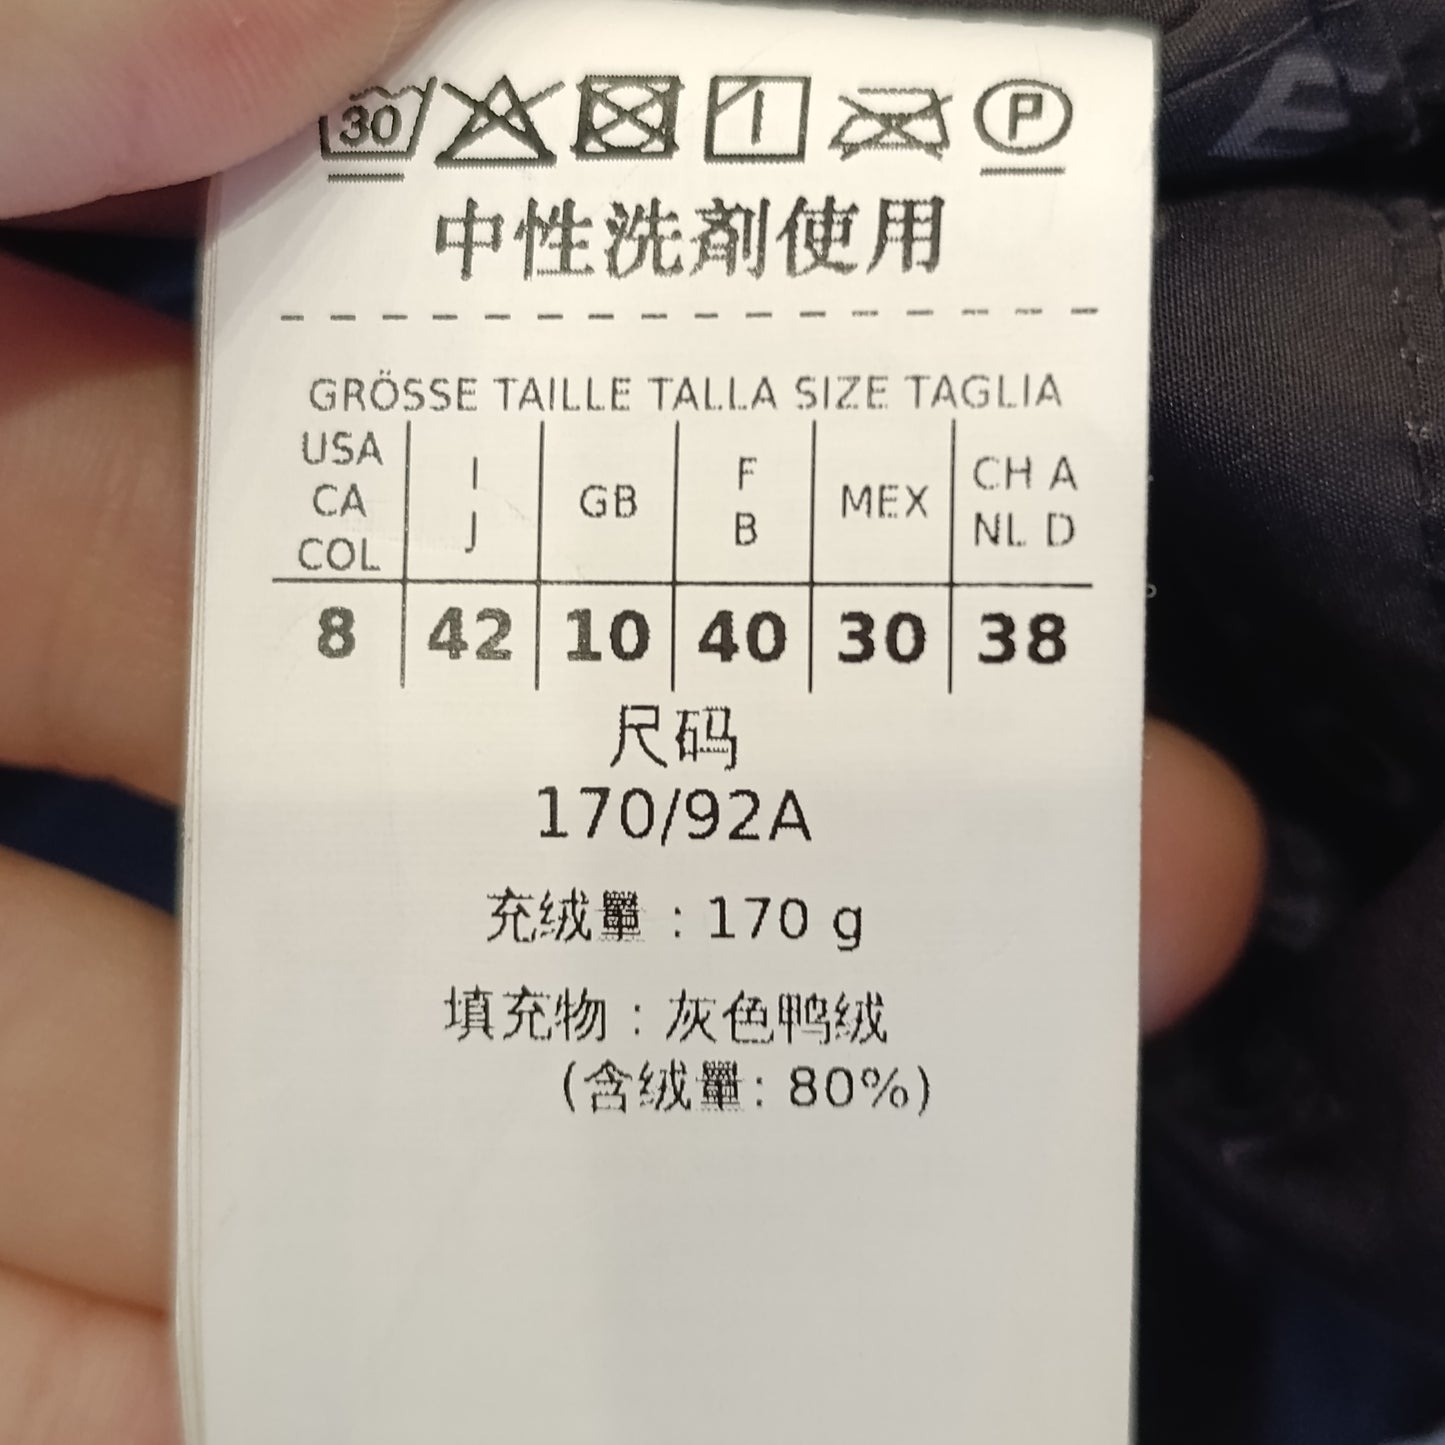 30 P
中性洗剤使用
GRÖSSE TAILLE TALLA SIZE TAGLIA
USA CA COL | I J | GB | F B | MEX | CH A NL D
8 | 42 | 10 | 40 | 30 | 38
尺码
170/92A
充绒量：170 g
填充物：灰色鸭绒
(含绒量: 80%)